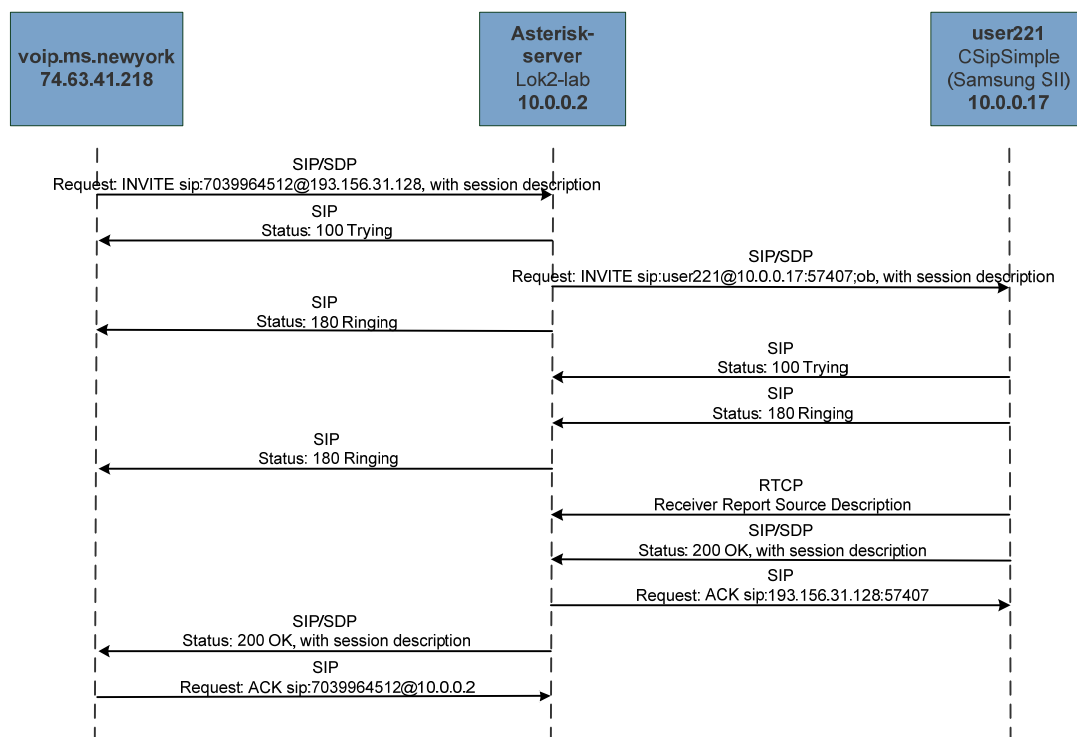 voip.ms.newyork
74.63.41.218
Asterisk-
server
Lok2-lab
10.0.0.2
user221
CSipSimple
(Samsung SII)
10.0.0.17
SIP/SDP
Request: INVITE sip:7039964512@193.156.31.128, with session description
SIP
Status: 100 Trying
SIP/SDP
Request: INVITE sip:user221@10.0.0.17:57407;ob, with session description
SIP
Status: 180 Ringing
SIP
Status: 100 Trying
SIP
Status: 180 Ringing
SIP
Status: 180 Ringing
RTCP
Receiver Report Source Description
SIP/SDP
Status: 200 OK, with session description
SIP
Request: ACK sip:193.156.31.128:57407
SIP/SDP
Status: 200 OK, with session description
SIP
Request: ACK sip:7039964512@10.0.0.2